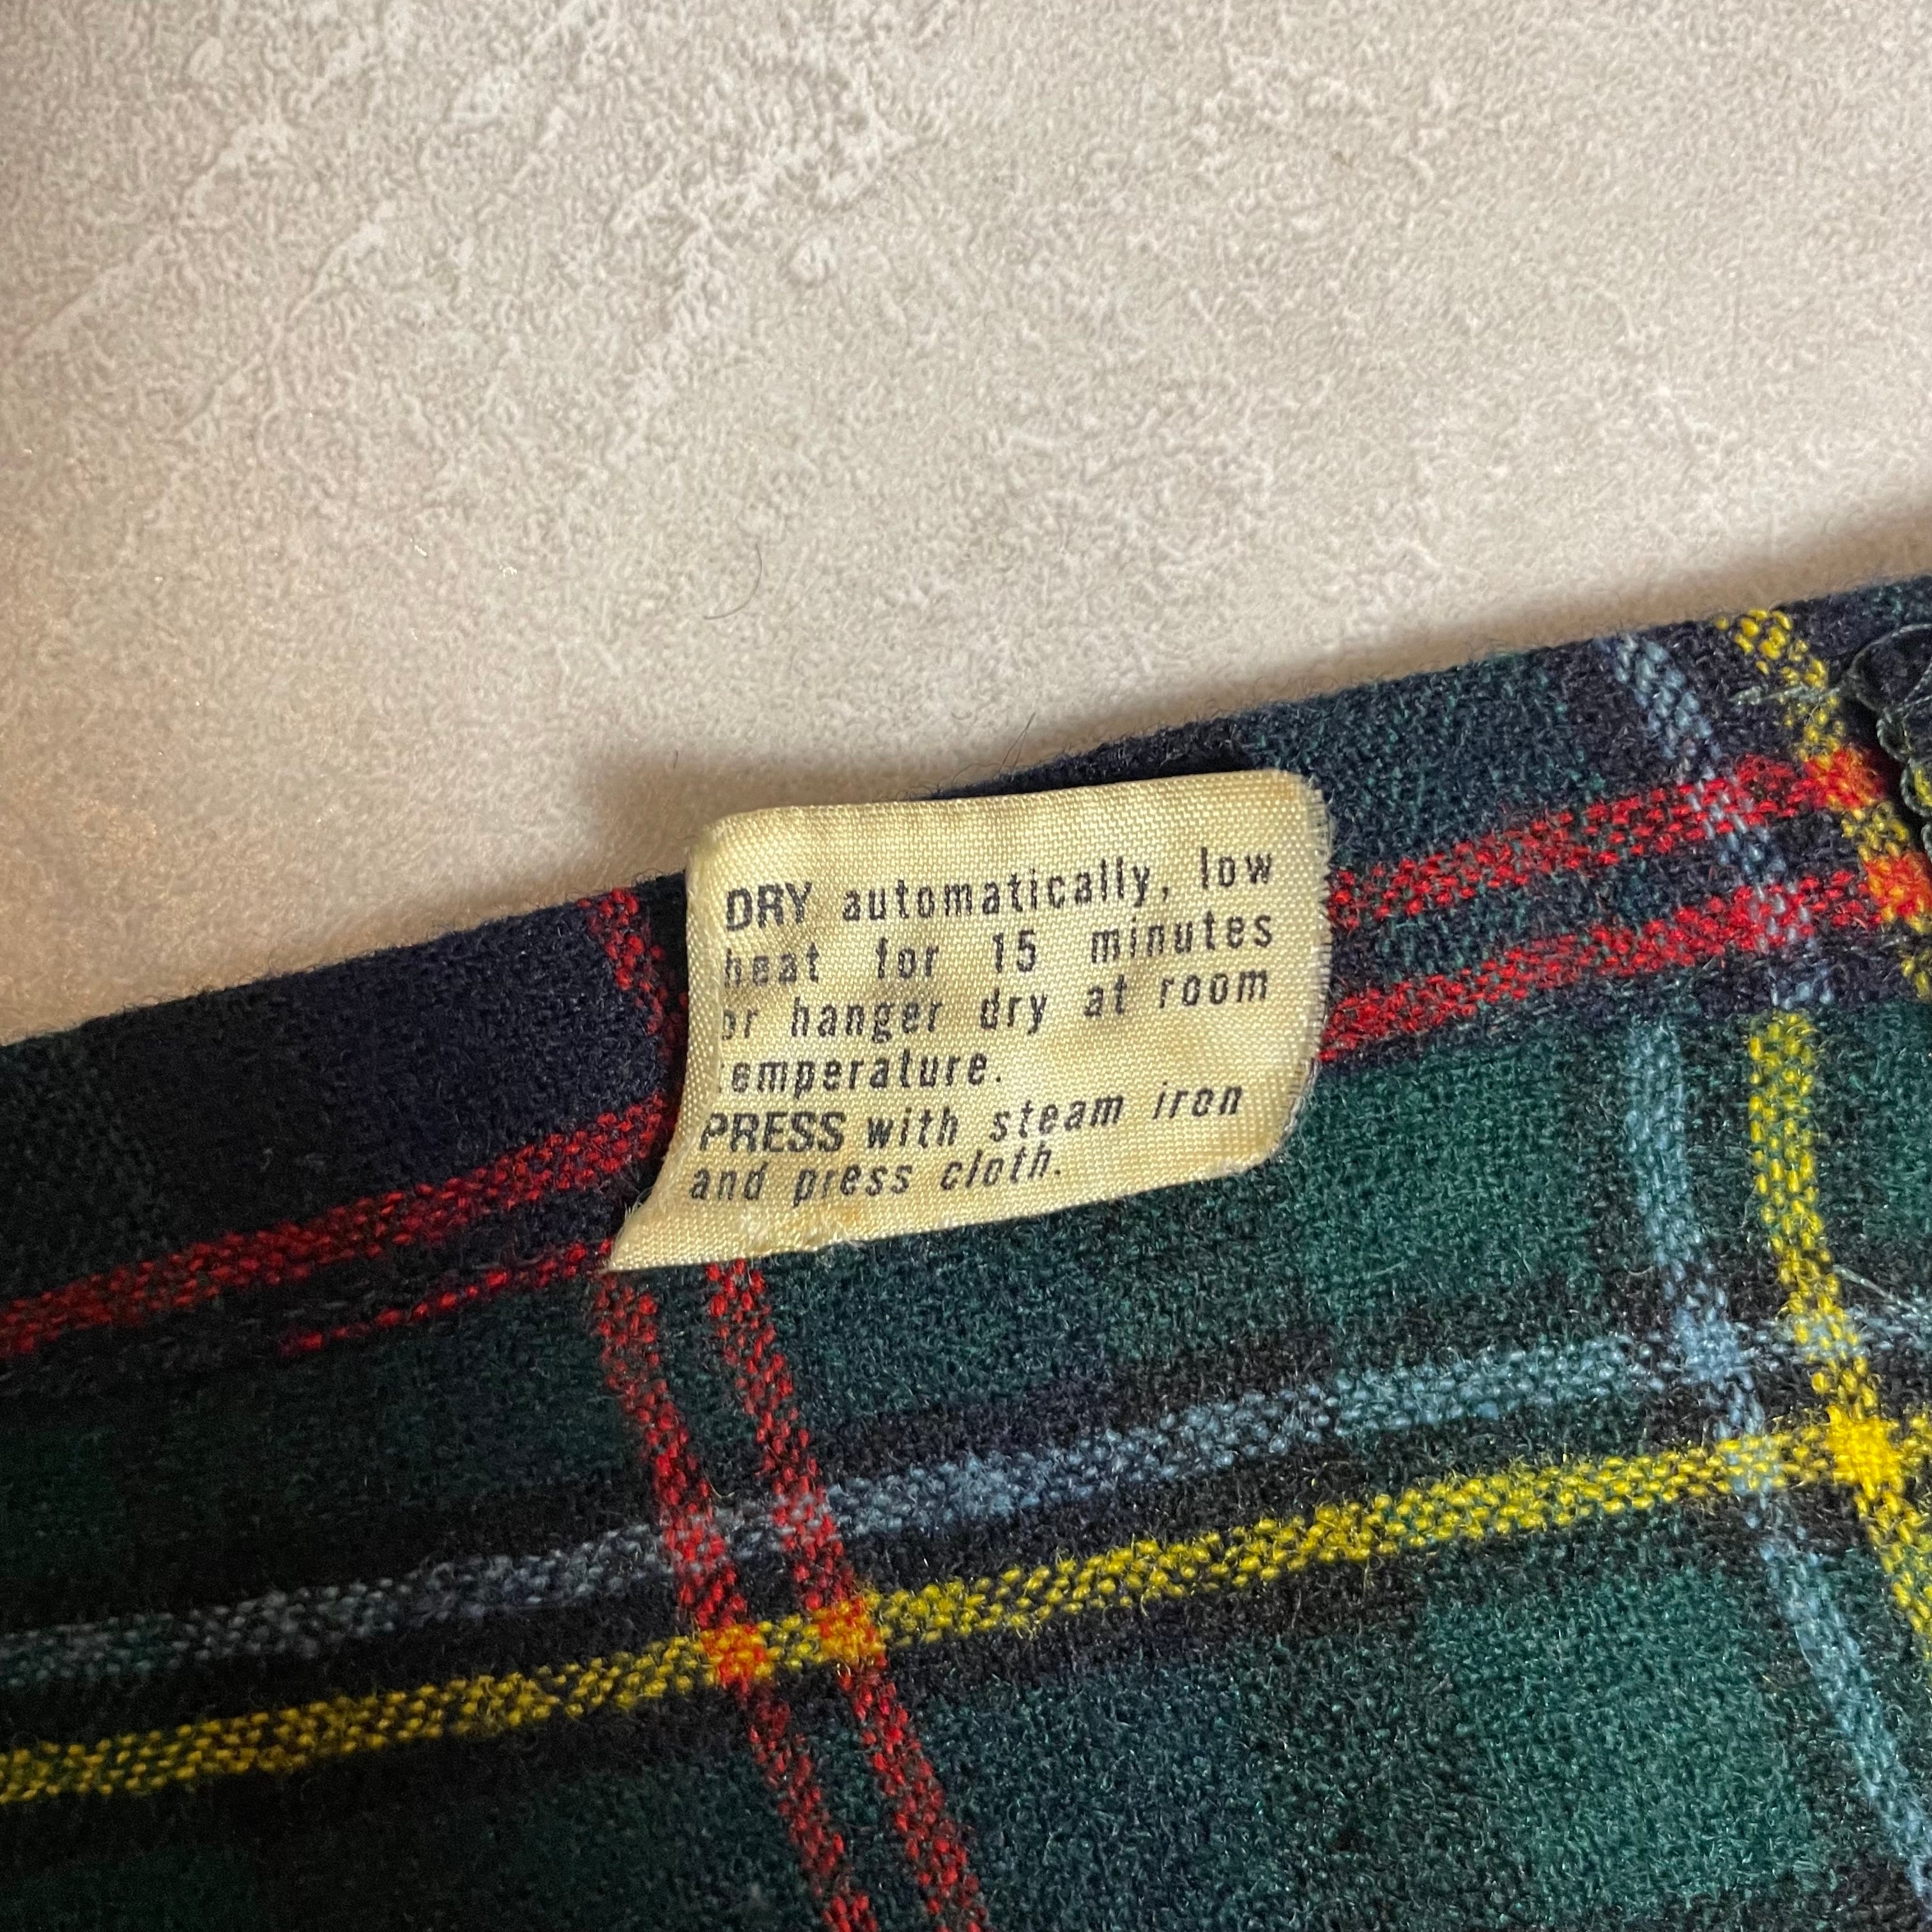 DRY automatically, low
heat for 15 minutes
or hanger dry at room
temperature.
PRESS with steam iron
and press cloth.